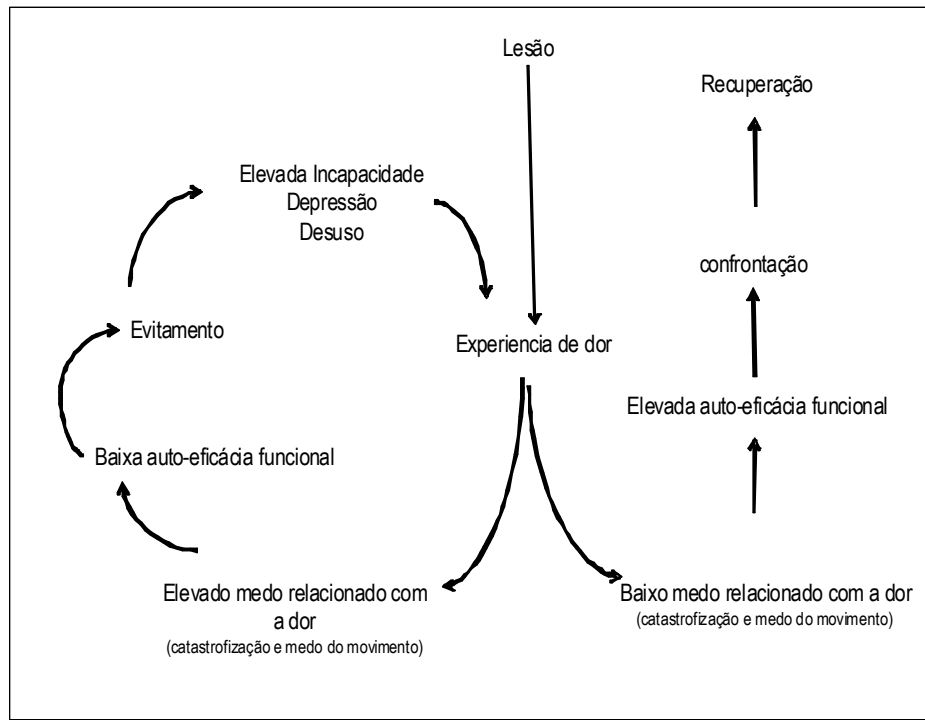 Lesão
Recuperação
Elevada Incapacidade
Depressão
Desuso
confrontação
Evitamento
Experiencia de dor
Elevada auto-eficácia funcional
Baixa auto-eficácia funcional
Elevado medo relacionado com
a dor
(catastrofização e medo do movimento)
Baixo medo relacionado com a dor
(catastrofização e medo do movimento)